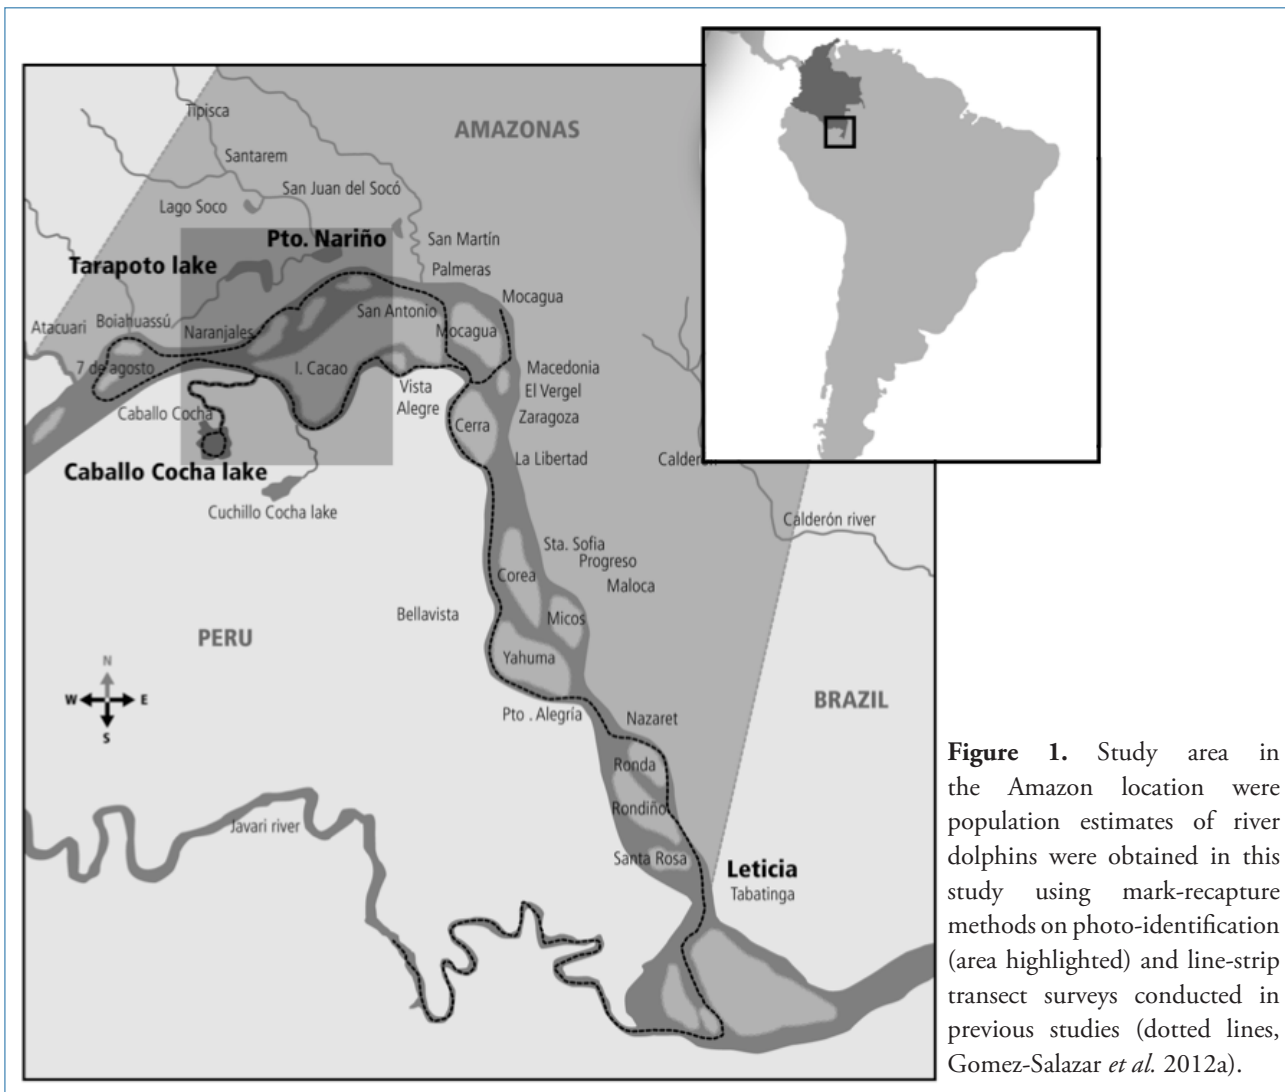 Tipisca
AMAZONAS
Santarem
San Juan del Socó
Lago Soco
Pto. Nariño
San Martín
Tarapoto lake
Palmeras
Mocagua
Atacuari
Boiahuassú
Naranjales
San Antonio
Mocagua
7 de agosto
I. Cacao
Macedonia
Vista
Alegre
El Vergel
Caballo Cocha
Cerra
Zaragoza
Caballo Cocha lake
La Libertad
Calderón
Cuchillo Cocha lake
Calderón river
Sta. Sofia
Progreso
Corea
Maloca
Bellavista
Micos
PERU
Yahuma
N
W
E
S
BRAZIL
Pto . Alegría
Nazaret
Ronda
Rondiño
Javari river
Santa Rosa
Leticia
Tabatinga
Figure 1. Study area in
the Amazon location were
population estimates of river
dolphins were obtained in this
study using mark-recapture
methods on photo-identification
(area highlighted) and line-strip
transect surveys conducted in
previous studies (dotted lines,
Gomez-Salazar et al. 2012a).